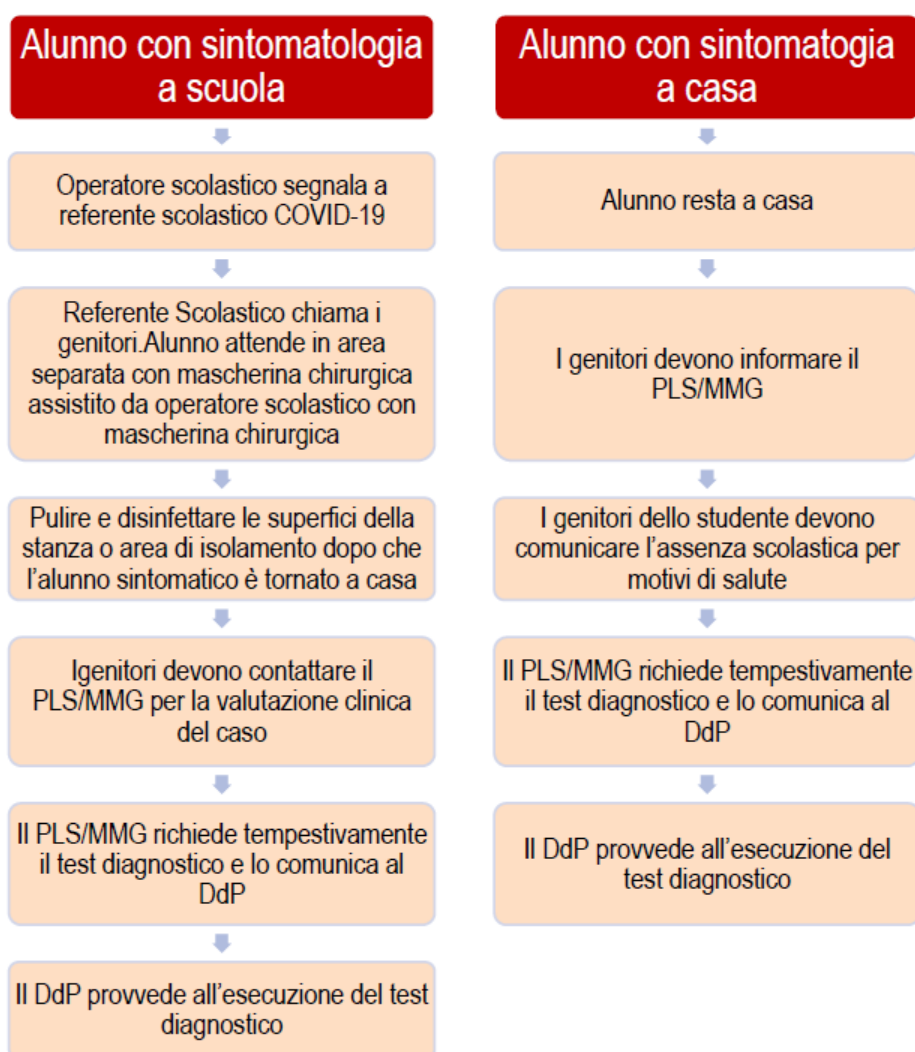 Alunno con sintomatologia
a scuola
Operatore scolastico segnala a
referente scolastico COVID-19
Referente Scolastico chiama i
genitori.Alunno attende in area
separata con mascherina chirurgica
assistito da operatore scolastico con
mascherina chirurgica
Pulire e disinfettare le superfici della
stanza o area di isolamento dopo che
l'alunno sintomatico è tornato a casa
Igenitori devono contattare il
PLS/MMG per la valutazione clinica
del caso
Il PLS/MMG richiede tempestivamente
il test diagnostico e lo comunica al
DdP
Il DdP provvede all'esecuzione del test
diagnostico
Alunno con sintomatogia
a casa
Alunno resta a casa
I genitori devono informare il
PLS/MMG
I genitori dello studente devono
comunicare l'assenza scolastica per
motivi di salute
Il PLS/MMG richiede tempestivamente
il test diagnostico e lo comunica al
DdP
Il DdP provvede all'esecuzione del
test diagnostico